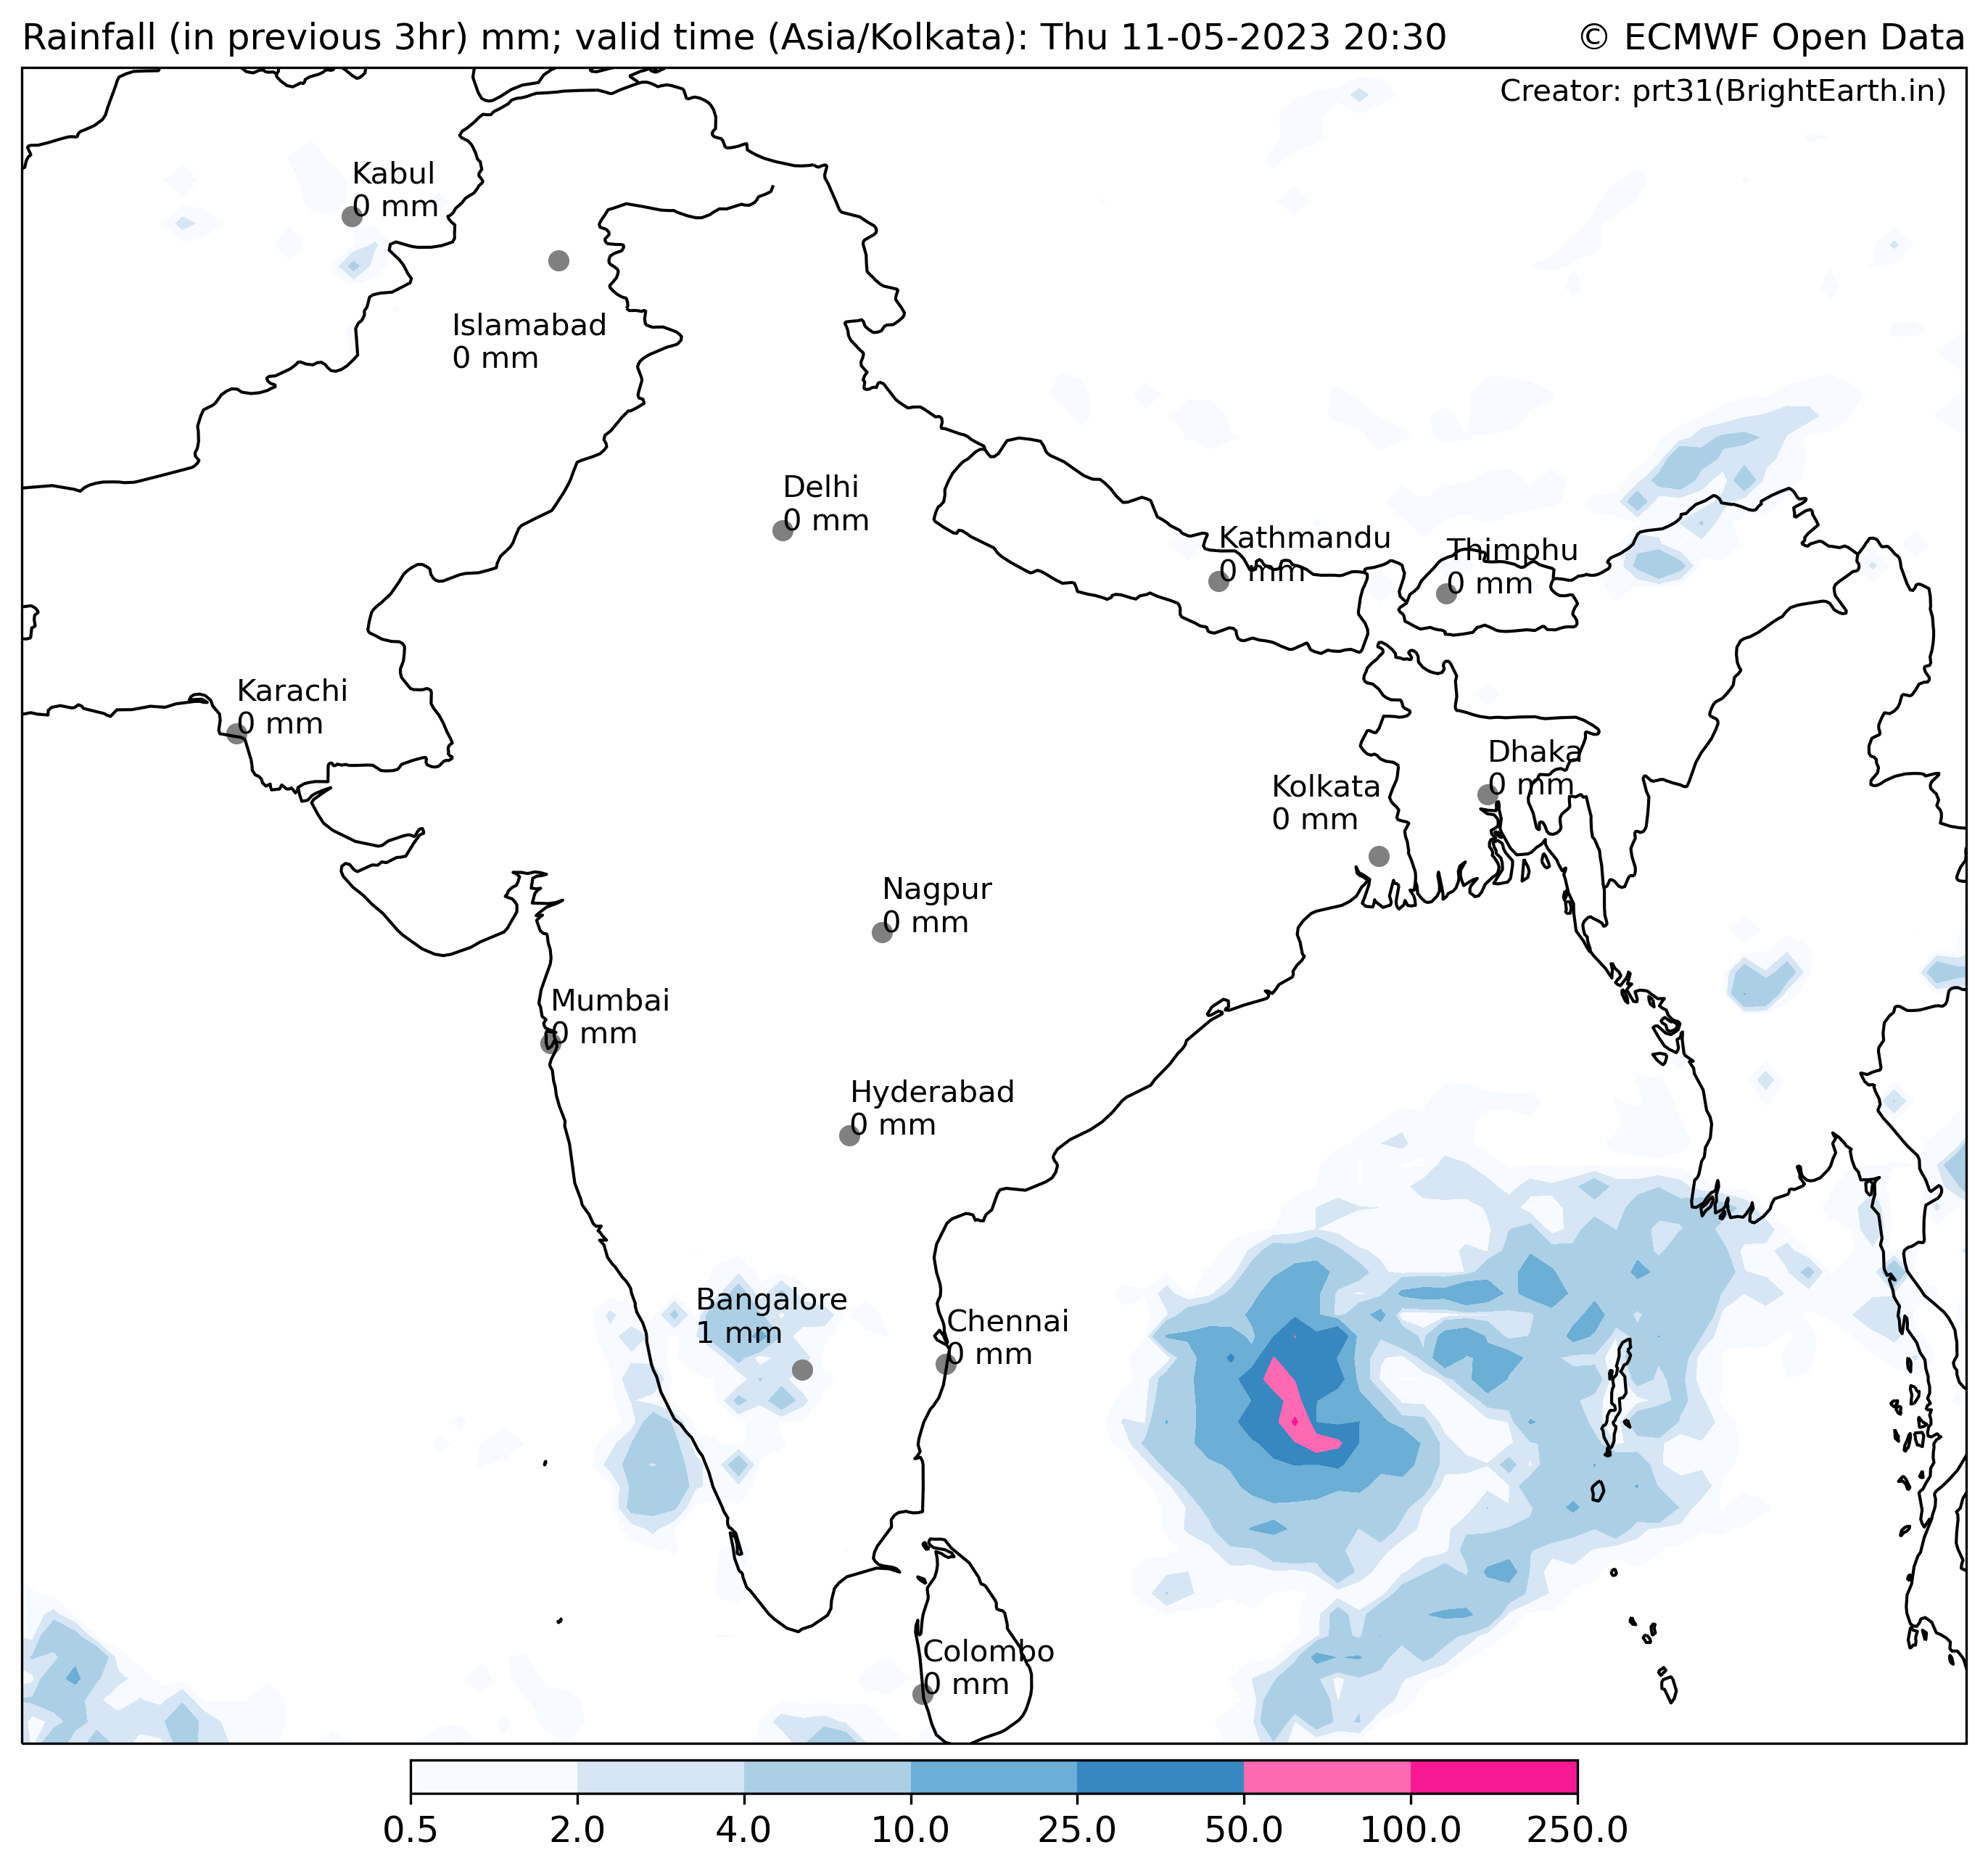 Rainfall (in previous 3hr) mm; valid time (Asia/Kolkata): Thu 11-05-2023 20:30
© ECMWF Open Data
Creator: prt31(BrightEarth.in)
Kabul
0 mm
Islamabad
0 mm
Delhi
0 mm
Kathmandu
0 mm
Thimphu
0 mm
Karachi
0 mm
Dhaka
0 mm
Kolkata
0 mm
Nagpur
0 mm
Mumbai
0 mm
Hyderabad
0 mm
Bangalore
1 mm
Chennai
0 mm
Colombo
0 mm
0.5 2.0 4.0 10.0 25.0 50.0 100.0 250.0